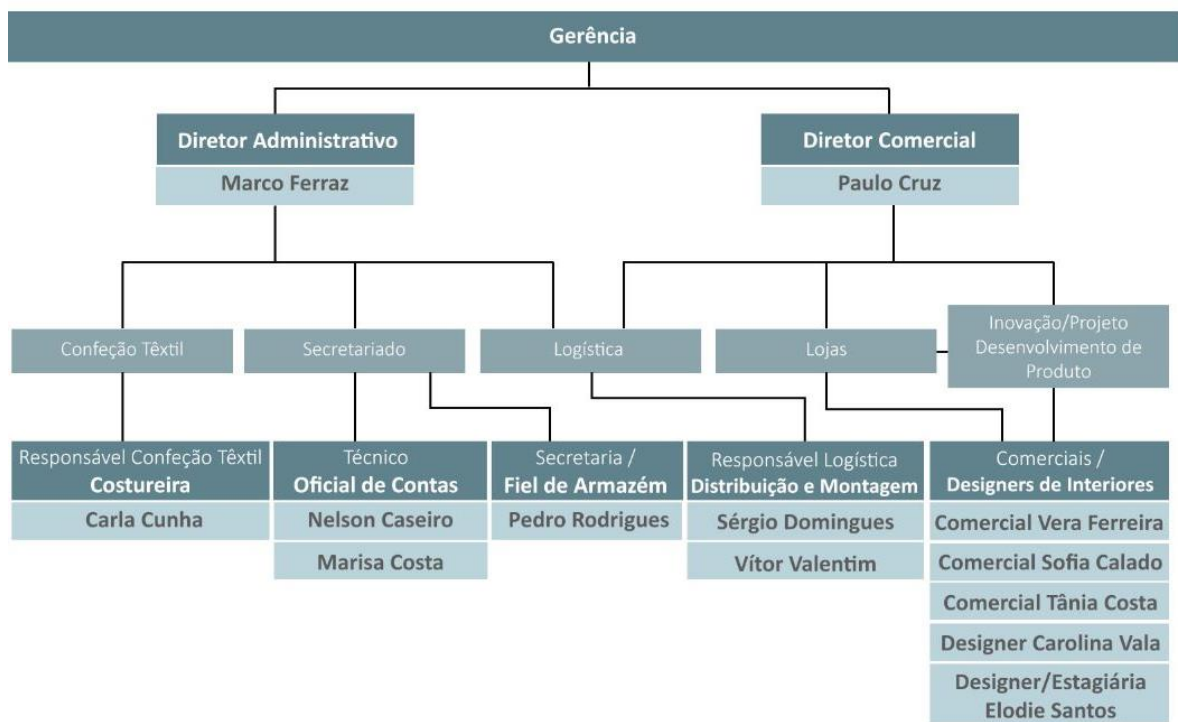 Gerência
Diretor Administrativo
Marco Ferraz
Diretor Comercial
Paulo Cruz
Confeção Têxtil
Secretariado
Logística
Lojas
Inovação/Projeto
Desenvolvimento de
Produto
Responsável Confeção Têxtil
Costureira
Carla Cunha
Técnico
Oficial de Contas
Nelson Caseiro
Marisa Costa
Secretaria /
Fiel de Armazém
Pedro Rodrigues
Responsável Logística
Distribuição e Montagem
Sérgio Domingues
Vítor Valentim
Comerciais /
Designers de Interiores
Comercial Vera Ferreira
Comercial Sofia Calado
Comercial Tânia Costa
Designer Carolina Vala
Designer/Estagiária
Elodie Santos